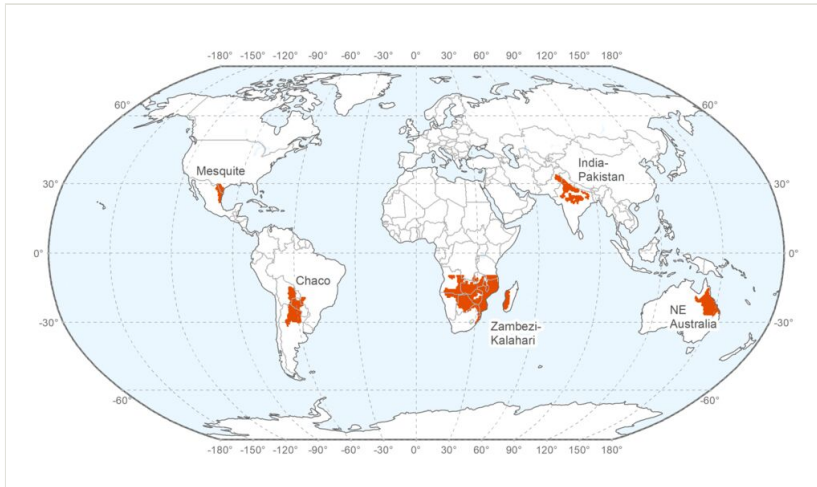 -180° -150° -120° -90° -60° -30° 0° 30° 60° 90° 120° 150° 180°
60° 60°
India-
Pakistan
Mesquite
30° 30°
0° 0°
Chaco
NE
Australia
-30° -30°
Zambezi-
Kalahari
-60° -60°
-180° -150° -120° -90° -60° -30° 0° 30° 60° 90° 120° 150° 180°